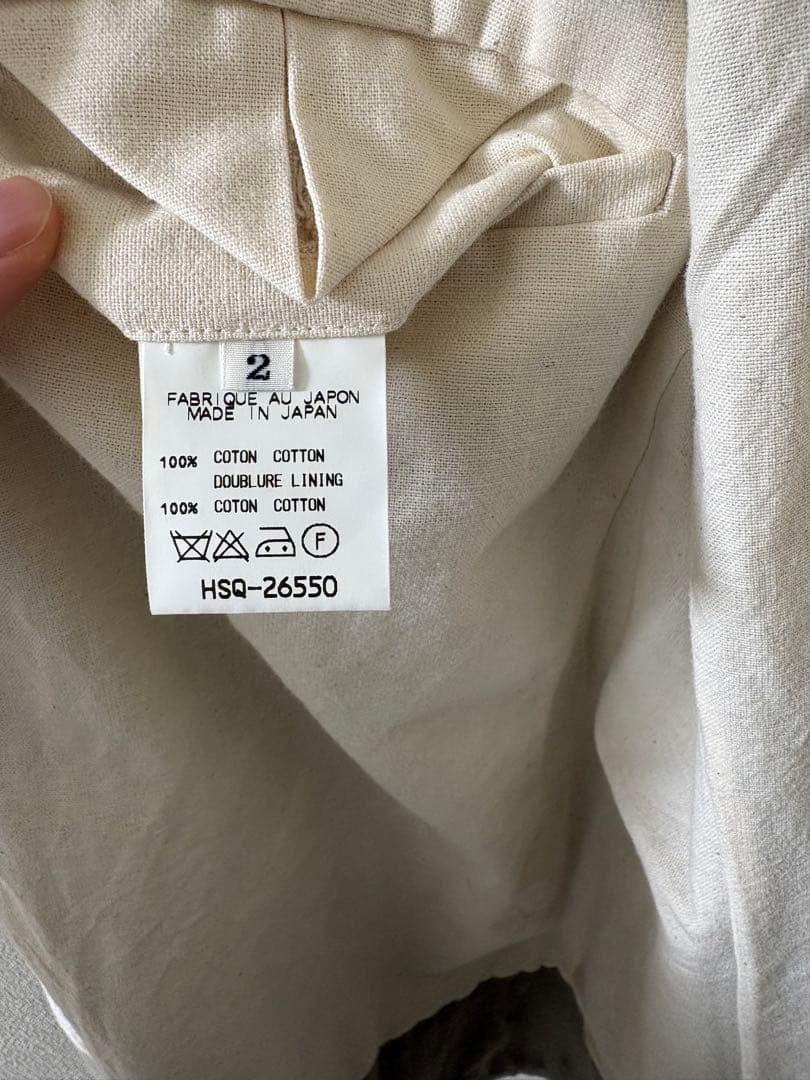 2
FABRIQUE AU JAPON
MADE IN JAPAN
100% COTON COTTON
DOUBLURE LINING
100% COTON COTTON
F
HSQ-26550